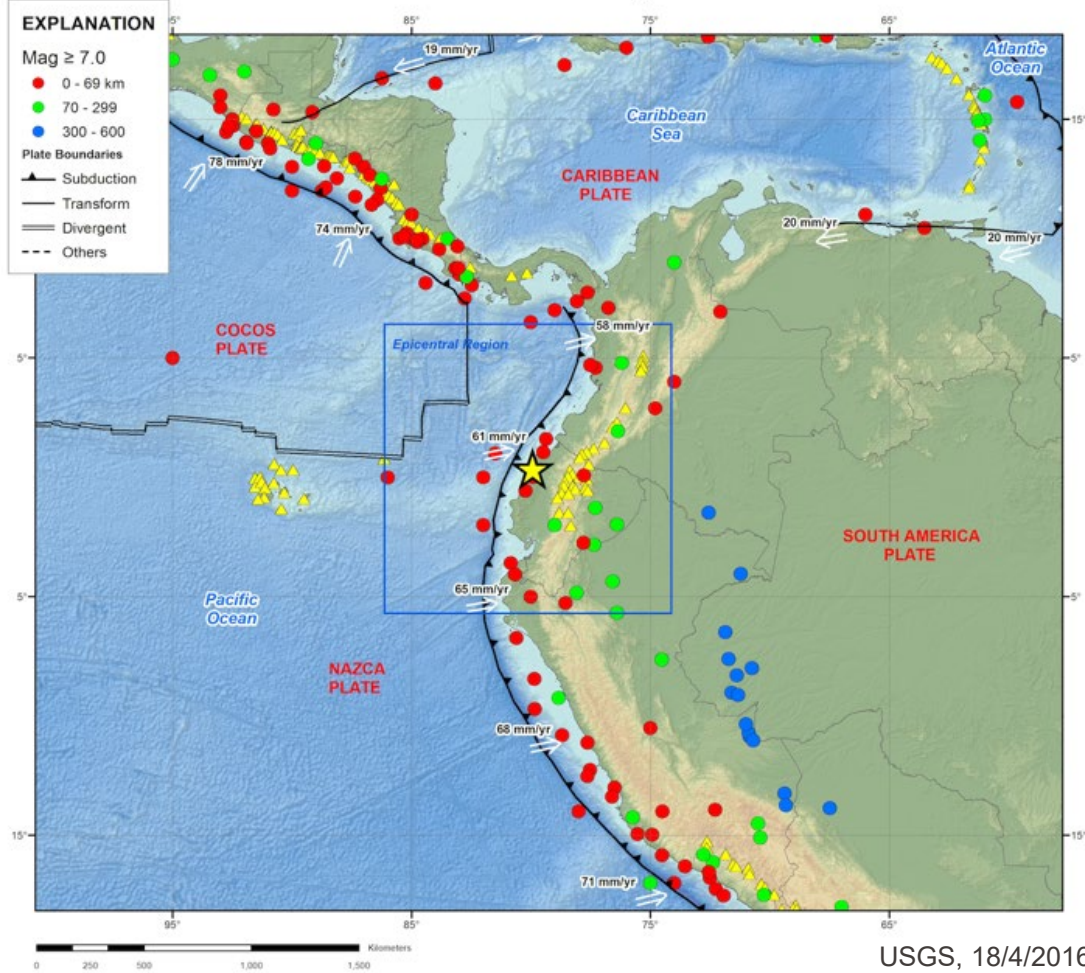 EXPLANATION
Mag ≥ 7.0
0 - 69 km
70 - 299
300 - 600
Plate Boundaries
Subduction
Transform
Divergent
Others
85°
75°
65°
19 mm/yr
Atlantic
Ocean
15°
15°
Caribbean
Sea
78 mm/yr
CARIBBEAN
PLATE
74 mm/yr
20 mm/yr
20 mm/yr
58 mm/yr
COCOS
PLATE
Epicentral Region
5°
5°
61 mm/yr
SOUTH AMERICA
PLATE
65 mm/yr
5°
5°
Pacific
Ocean
NAZCA
PLATE
68 mm/yr
15°
15°
71 mm/yr
95°
85°
75°
65°
Kilometers
0 250 500 1,000 1,500
USGS, 18/4/2016